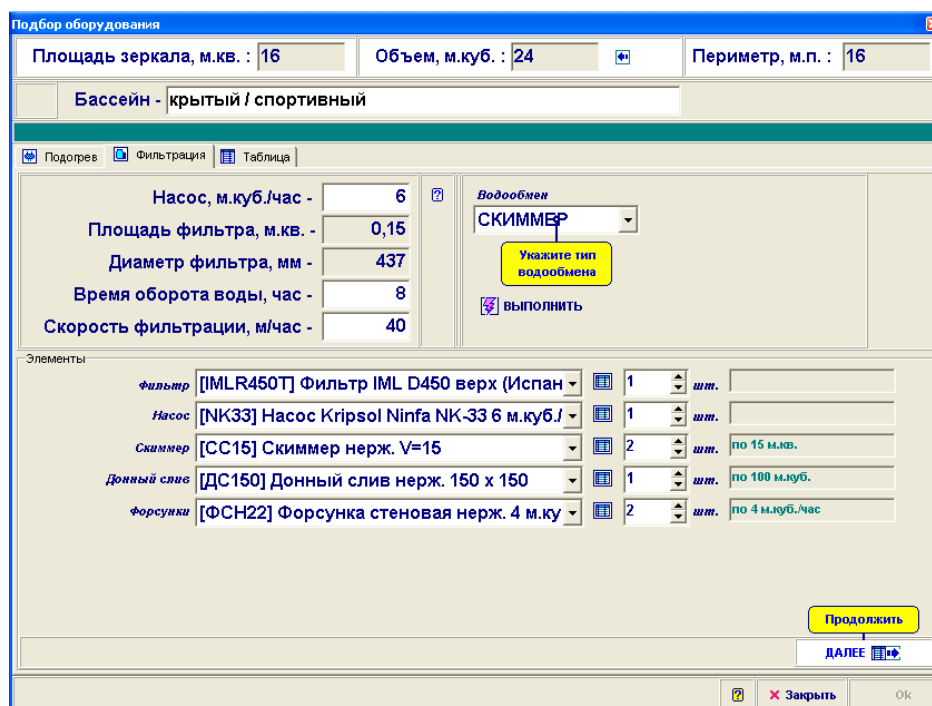 Подбор оборудования
Площадь зеркала, м.кв. : 16 Объем, м.куб. : 24 Периметр, м.п. : 16
Бассейн - крытый / спортивный
Подогрев Фильтрация Таблица
Насос, м.куб./час - 6 ? Водообмен
Площадь фильтра, м.кв. - 0,15 СКИММЕР
Диаметр фильтра, мм - 437 Укажите тип
водообмена
Время оборота воды, час - 8 ВЫПОЛНИТЬ
Скорость фильтрации, м/час - 40
Элементы
Фильтр [IMLR450T] Фильтр IML D450 верх (Испан 1 шт.
Насос [NK33] Насос Kripsol Ninfa NK-33 6 м.куб./ 1 шт.
Скиммер [СС15] Скиммер нерж. V=15 2 шт. по 15 м.кв.
Донный слив [ДС150] Донный слив нерж. 150 x 150 1 шт. по 100 м.куб.
Форсунки [ФСН22] Форсунка стеновая нерж. 4 м.ку 2 шт. по 4 м.куб./час
Продолжить
ДАЛЕЕ
? Закрыть Ok